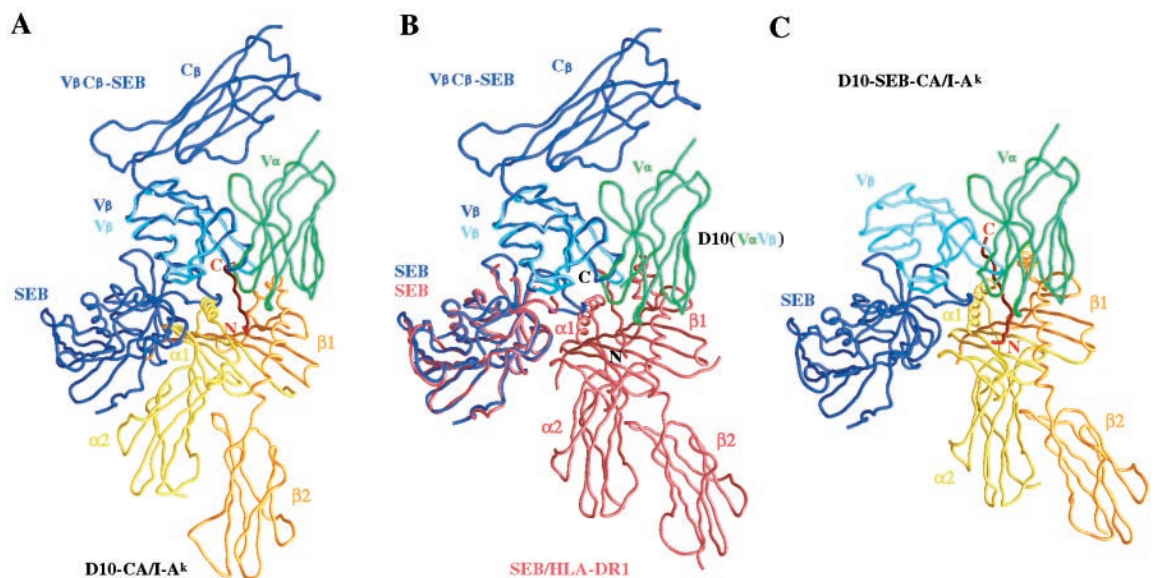 A
VβCβ-SEB
Cβ
Vα
Vβ
Vβ
C
SEB
N
α1
β1
α2
β2
D10-CA/I-Aᵏ
B
VβCβ-SEB
Cβ
Vα
Vβ
Vβ
D10(VαVβ)
C
SEB
SEB
α1
β1
N
α2
β2
SEB/HLA-DR1
C
D10-SEB-CA/I-Aᵏ
Vα
Vβ
C
SEB
α1
β1
N
β2
α2